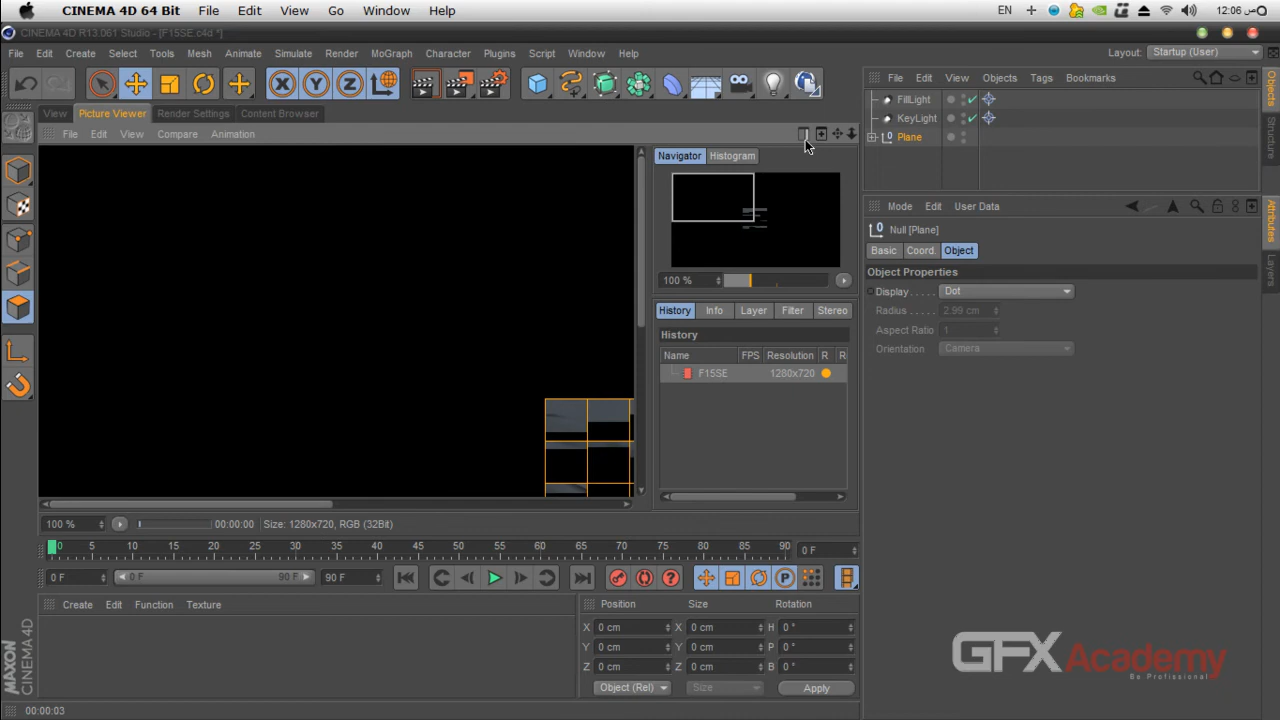 CINEMA 4D 64 Bit File Edit View Go Window Help EN 12:06 ص
CINEMA 4D R13.061 Studio - [F15SE.c4d *]
File Edit Create Select Tools Mesh Animate Simulate Render MoGraph Character Plugins Script Window Help Layout: Startup (User)
X Y Z
File Edit View Objects Tags Bookmarks
View Picture Viewer Render Settings Content Browser
File Edit View Compare Animation
FillLight
KeyLight
Plane
Objects
Structure
Navigator Histogram
Mode Edit User Data
Null [Plane]
Basic Coord. Object
Attributes
Layers
Object Properties
Display Dot
Radius 2.99 cm
Aspect Ratio 1
Orientation Camera
100 %
History Info Layer Filter Stereo
History
Name FPS Resolution R R
F15SE 1280x720
100 % 00:00:00 Size: 1280x720, RGB (32Bit)
0 5 10 15 20 25 30 35 40 45 50 55 60 65 70 75 80 85 90 0 F
0 F 0 F 90 F 90 F P
Create Edit Function Texture
Position Size Rotation
X 0 cm X 0 cm H 0 °
Y 0 cm Y 0 cm P 0 °
Z 0 cm Z 0 cm B 0 °
Object (Rel) Size Apply
MAXON CINEMA 4D
GFXAcademy
Be Professional
00:00:03